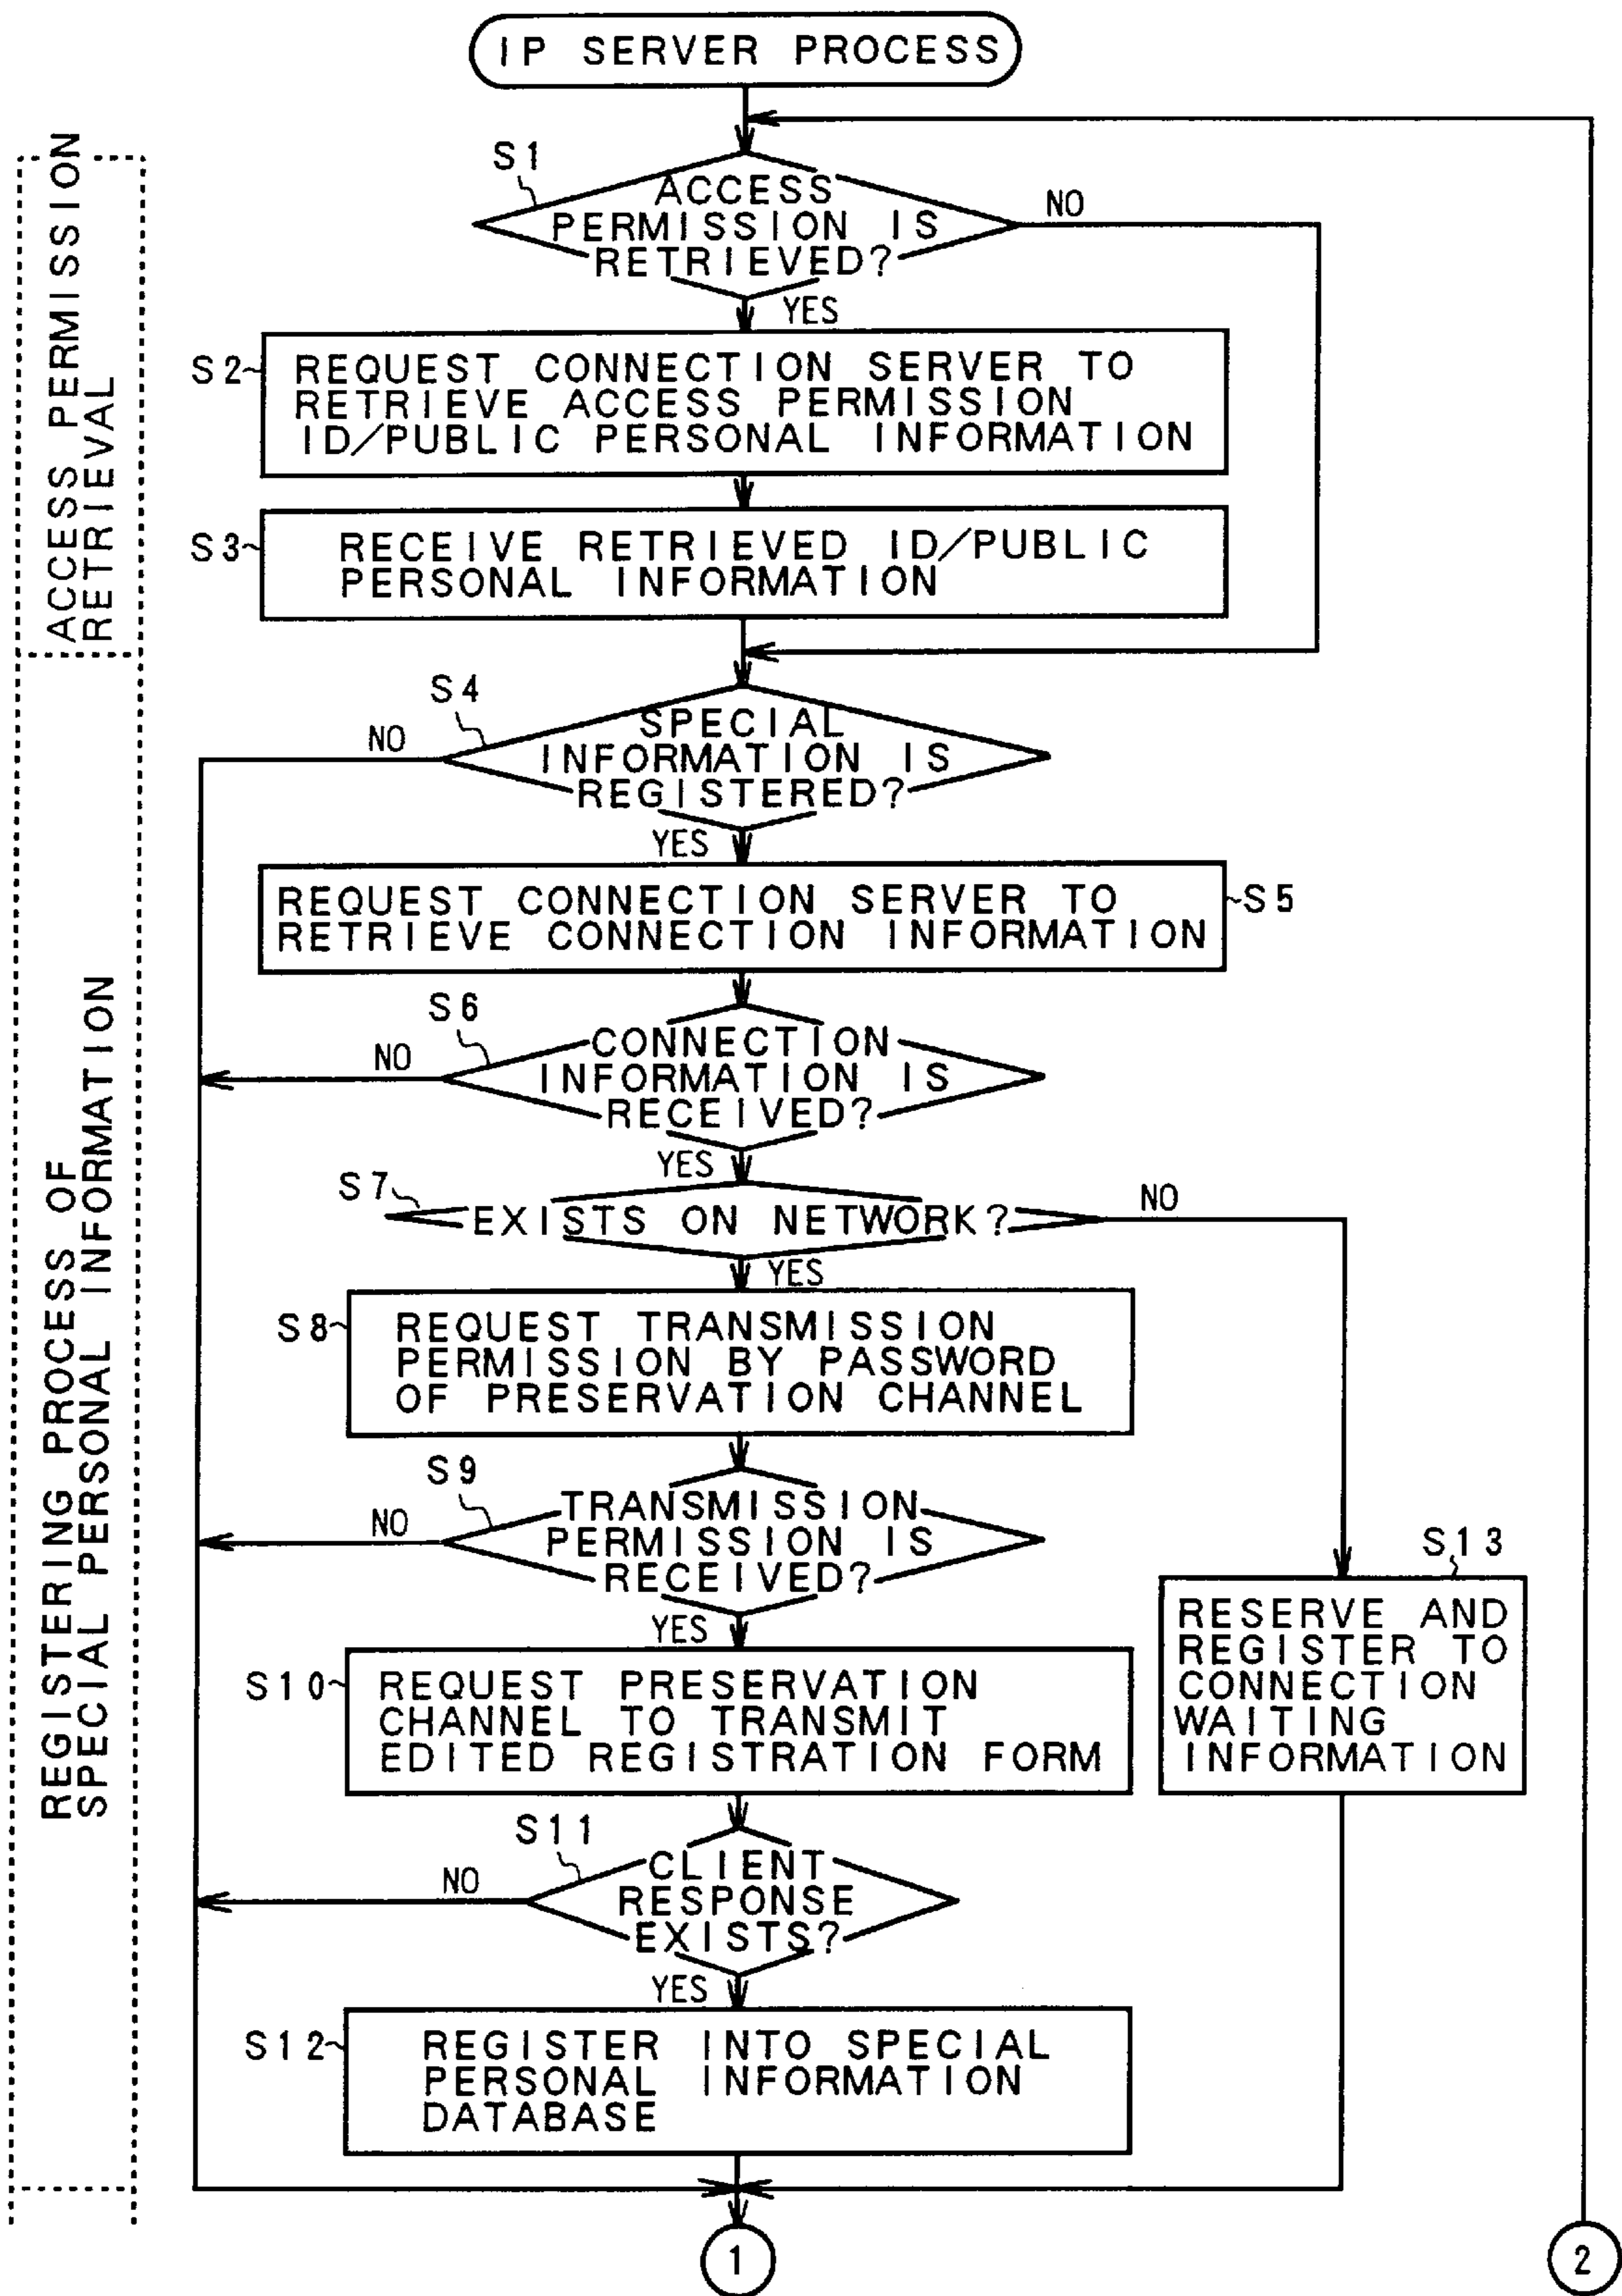 IP SERVER PROCESS
ACCESS PERMISSION
RETRIEVAL
S1
ACCESS
PERMISSION IS
RETRIEVED?
NO
YES
S2
REQUEST CONNECTION SERVER TO
RETRIEVE ACCESS PERMISSION
ID/PUBLIC PERSONAL INFORMATION
S3
RECEIVE RETRIEVED ID/PUBLIC
PERSONAL INFORMATION
REGISTERING PROCESS OF
SPECIAL PERSONAL INFORMATION
S4
SPECIAL
INFORMATION IS
REGISTERED?
NO
YES
REQUEST CONNECTION SERVER TO
RETRIEVE CONNECTION INFORMATION
S5
S6
CONNECTION
INFORMATION IS
RECEIVED?
NO
YES
S7
EXISTS ON NETWORK?
NO
YES
S8
REQUEST TRANSMISSION
PERMISSION BY PASSWORD
OF PRESERVATION CHANNEL
S9
TRANSMISSION
PERMISSION IS
RECEIVED?
NO
YES
S13
RESERVE AND
REGISTER TO
CONNECTION
WAITING
INFORMATION
S10
REQUEST PRESERVATION
CHANNEL TO TRANSMIT
EDITED REGISTRATION FORM
S11
CLIENT
RESPONSE
EXISTS?
NO
YES
S12
REGISTER INTO SPECIAL
PERSONAL INFORMATION
DATABASE
1
2